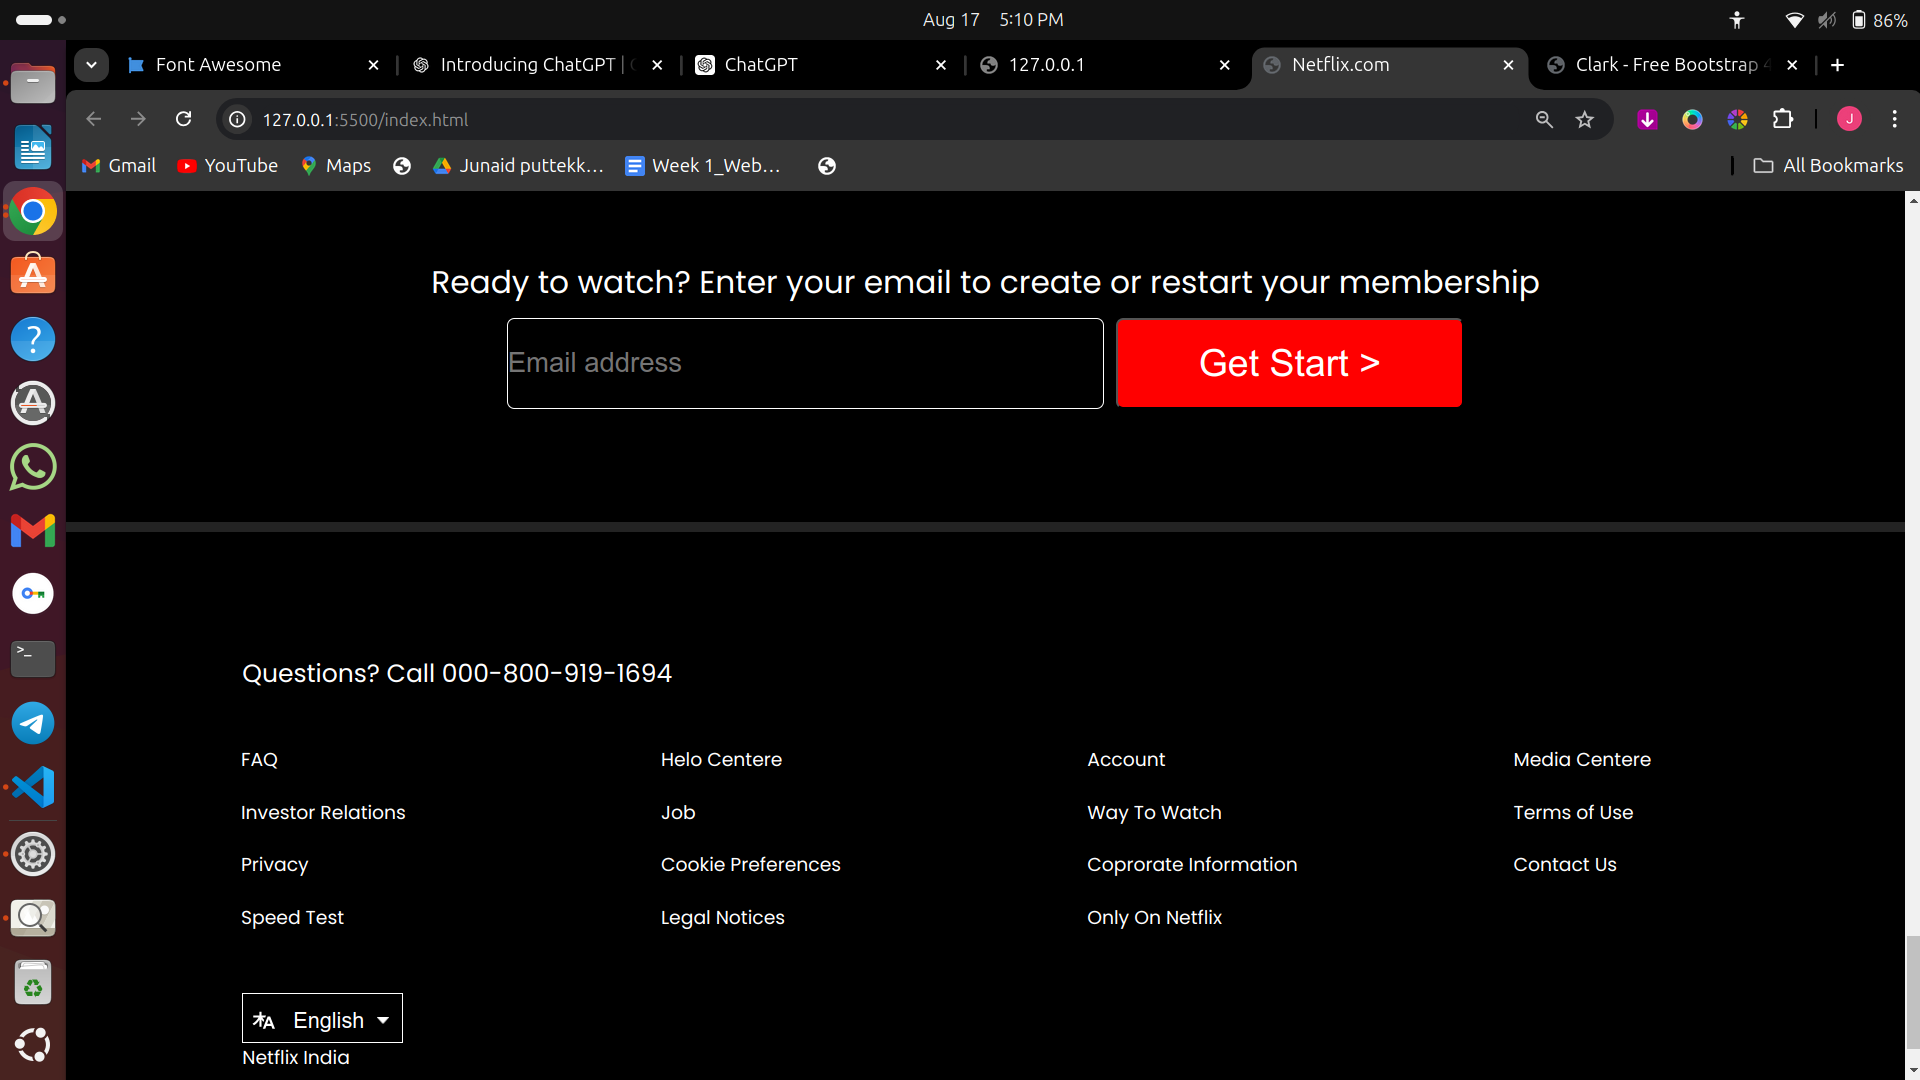 Aug 17 5:10 PM
86%
Font Awesome
Introducing ChatGPT |
ChatGPT
127.0.0.1
Netflix.com
Clark - Free Bootstrap
127.0.0.1:5500/index.html
J
Gmail
YouTube
Maps
Junaid puttekk...
Week 1_Web...
All Bookmarks
Ready to watch? Enter your email to create or restart your membership
Email address
Get Start >
Questions? Call 000-800-919-1694
FAQ Helo Centere Account Media Centere
Investor Relations Job Way To Watch Terms of Use
Privacy Cookie Preferences Coprorate Information Contact Us
Speed Test Legal Notices Only On Netflix
English
Netflix India